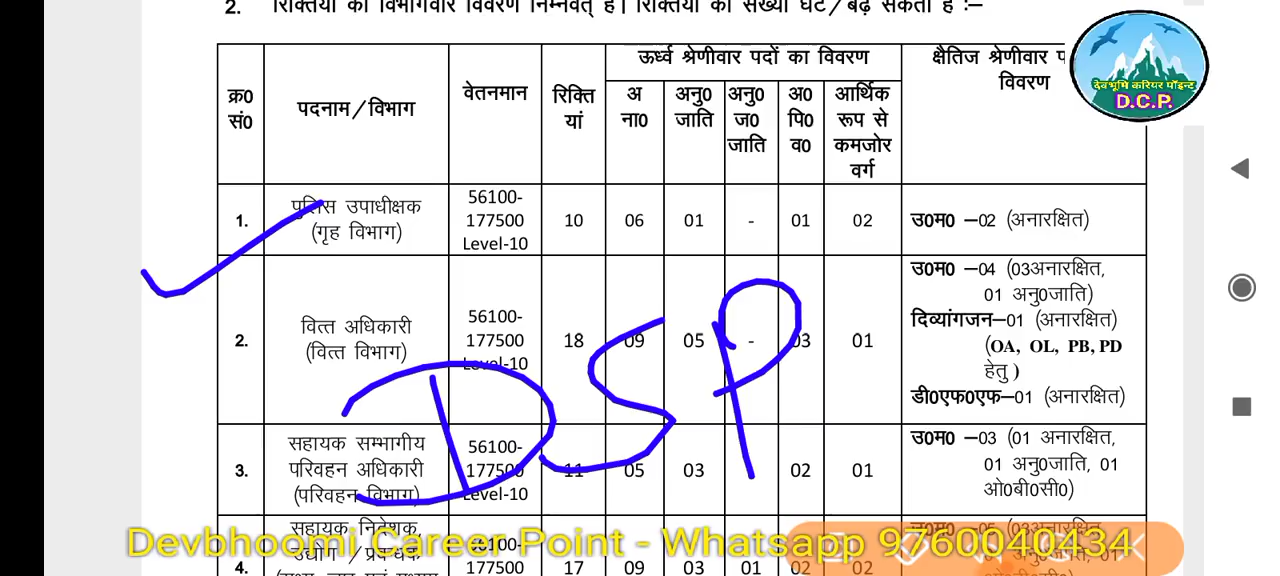 2. रिक्तियों का विभागवार विवरण निम्नवत् है। रिक्तियों की संख्या घट/बढ़ सकती है :–
क्र0 सं0
पदनाम/विभाग
वेतनमान
रिक्ति यां
ऊर्ध्व श्रेणीवार पदों का विवरण
अ ना0
अनु0 जाति
अनु0 ज0 जाति
अ0 पि0 व0
आर्थिक रूप से कमजोर वर्ग
क्षैतिज श्रेणीवार
विवरण
देवभूमि करियर पॉइन्ट
D.C.P.
1. पुलिस उपाधीक्षक (गृह विभाग) 56100-177500 Level-10 10 06 01 - 01 02 उ0म0 –02 (अनारक्षित)
2. वित्त अधिकारी (वित्त विभाग) 56100-177500 Level-10 18 09 05 - 03 01 उ0म0 –04 (03अनारक्षित, 01 अनु0जाति)
दिव्यांगजन–01 (अनारक्षित)
(OA, OL, PB, PD हेतु )
डी0एफ0एफ–01 (अनारक्षित)
DSP
3. सहायक सम्भागीय परिवहन अधिकारी (परिवहन विभाग) 56100-177500 Level-10 11 05 03 02 01 उ0म0 –03 (01 अनारक्षित, 01 अनु0जाति, 01 ओ0बी0सी0)
4. सहायक निदेशक 177500 17 09 03 01 02 02
Devbhoomi Career Point - Whatsapp 9760040434